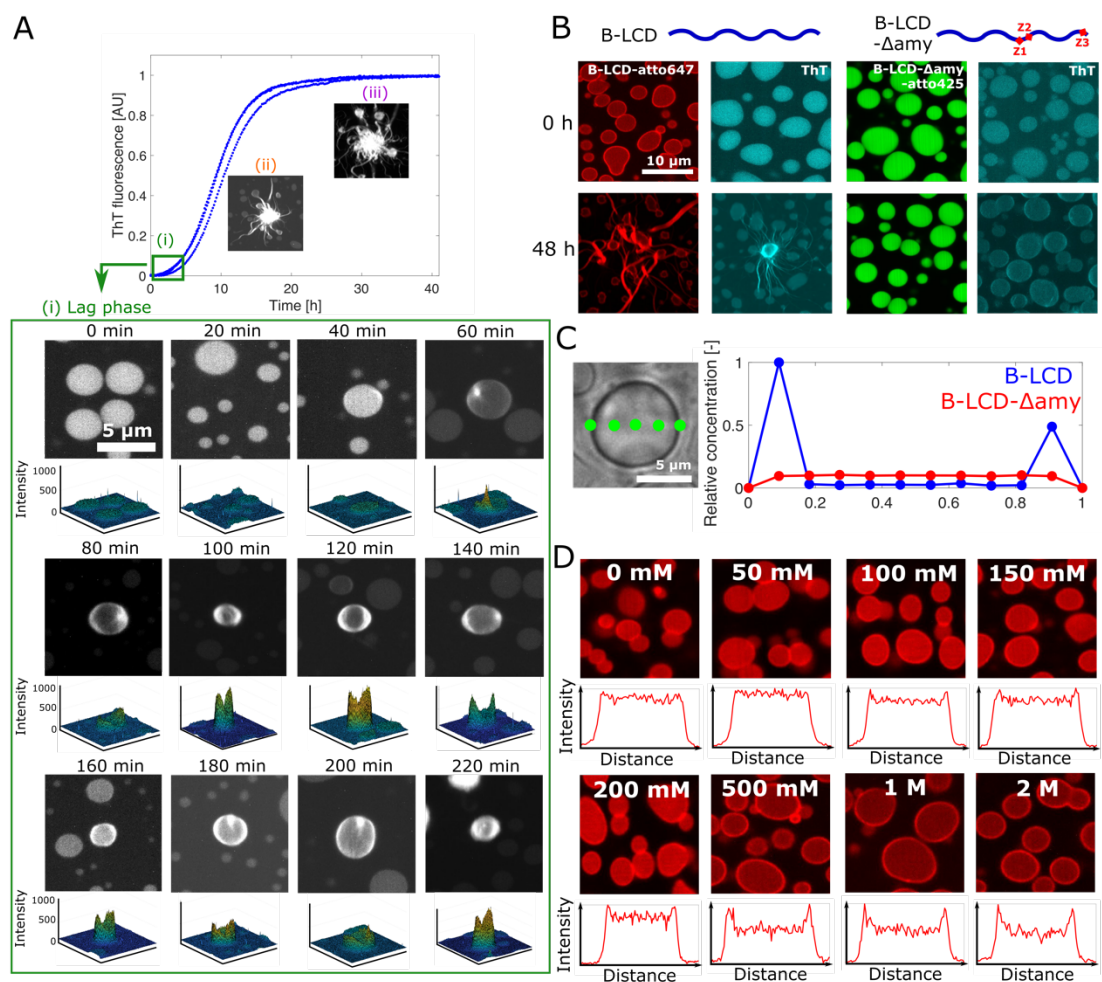 A
ThT fluorescence [AU]
1
0.8
0.6
0.4
0.2
0
(i)
(ii)
(iii)
0 10 20 30 40
Time [h]
(i) Lag phase
0 min 20 min 40 min 60 min
5 µm
Intensity
1000
500
0
80 min 100 min 120 min 140 min
Intensity
1000
500
0
160 min 180 min 200 min 220 min
Intensity
1000
500
0
B
B-LCD
B-LCD
-Δamy
Z1
Z2
Z3
B-LCD-atto647
ThT
B-LCD-Δamy
-atto425
ThT
0 h
10 µm
48 h
C
5 µm
Relative concentration [-]
1
0.5
0
B-LCD
B-LCD-Δamy
0 0.2 0.4 0.6 0.8 1
D
0 mM 50 mM 100 mM 150 mM
Intensity
Distance Distance Distance Distance
200 mM 500 mM 1 M 2 M
Intensity
Distance Distance Distance Distance